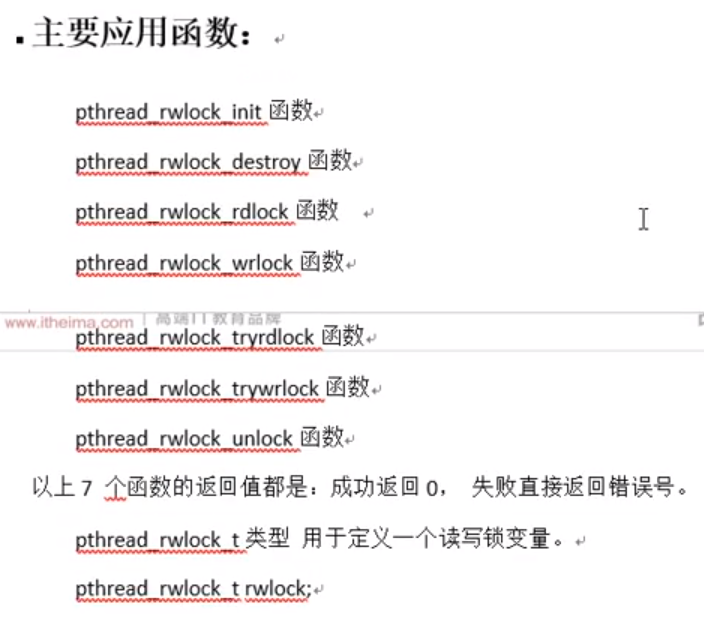 ▪主要应用函数：
pthread_rwlock_init 函数
pthread_rwlock_destroy 函数
pthread_rwlock_rdlock 函数
pthread_rwlock_wrlock 函数
www.itheima.com | 高端IT教育品牌
pthread_rwlock_tryrdlock 函数
pthread_rwlock_trywrlock 函数
pthread_rwlock_unlock 函数
以上 7 个函数的返回值都是：成功返回 0， 失败直接返回错误号。
pthread_rwlock_t 类型 用于定义一个读写锁变量。
pthread_rwlock_t rwlock;